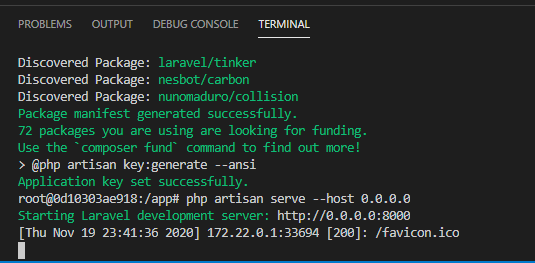 PROBLEMS OUTPUT DEBUG CONSOLE TERMINAL
Discovered Package: laravel/tinker
Discovered Package: nesbot/carbon
Discovered Package: nunomaduro/collision
Package manifest generated successfully.
72 packages you are using are looking for funding.
Use the `composer fund` command to find out more!
> @php artisan key:generate --ansi
Application key set successfully.
root@0d10303ae918:/app# php artisan serve --host 0.0.0.0
Starting Laravel development server: http://0.0.0.0:8000
[Thu Nov 19 23:41:36 2020] 172.22.0.1:33694 [200]: /favicon.ico